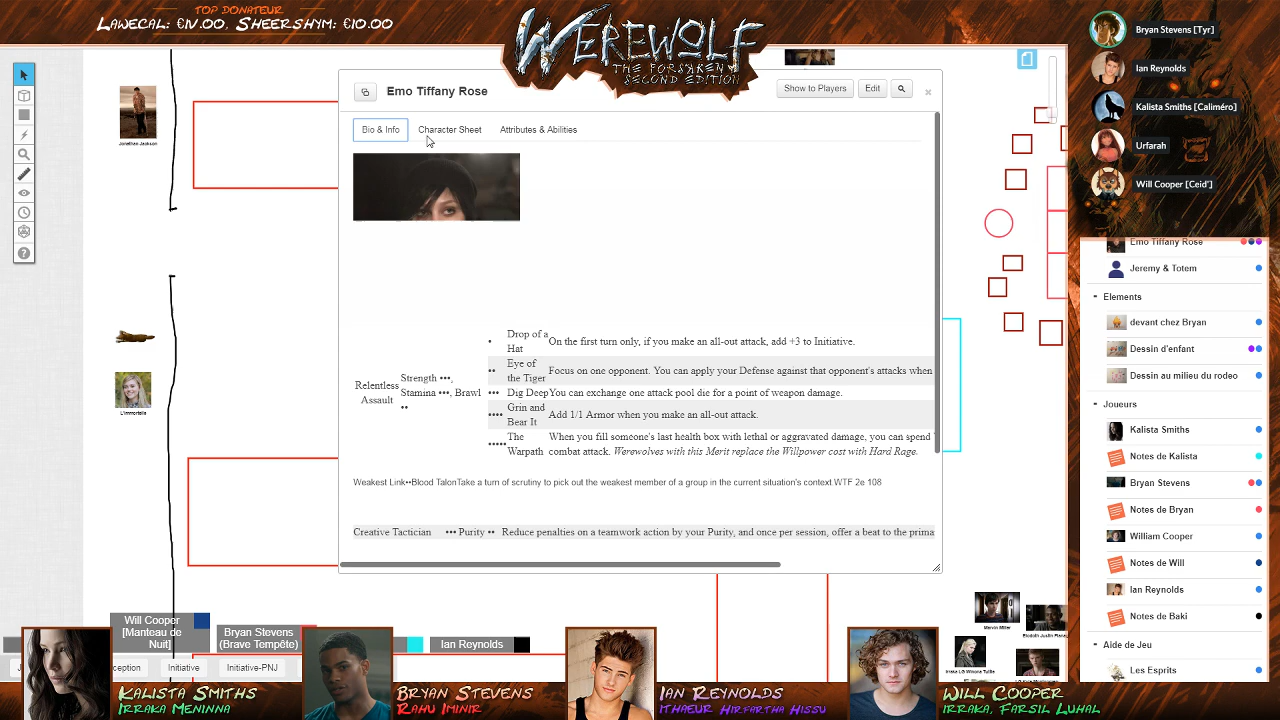 TOP DONATEUR
LAWECAL: €IV.00, SHEERSHYM: €10.00
WEREWOLF
THE FORSAKEN
SECOND EDITION
Bryan Stevens [Tyr]
Ian Reynolds
Kalista Smiths [Caliméro]
Urfarah
Will Cooper [Ceid']
Emo Tiffany Rose
Show to Players
Edit
Bio & Info
Character Sheet
Attributes & Abilities
Jonathan Jackson
L'immortelle
Relentless Assault
Strength •••, Stamina •••, Brawl ••
• Drop of a Hat On the first turn only, if you make an all-out attack, add +3 to Initiative.
•• Eye of the Tiger Focus on one opponent. You can apply your Defense against that opponent's attacks when
••• Dig Deep You can exchange one attack pool die for a point of weapon damage.
•••• Grin and Bear It Add 1/1 Armor when you make an all-out attack.
••••• The Warpath When you fill someone's last health box with lethal or aggravated damage, you can spend
combat attack. Werewolves with this Merit replace the Willpower cost with Hard Rage.
Weakest Link••Blood TalonTake a turn of scrutiny to pick out the weakest member of a group in the current situation's context.WTF 2e 108
Creative Tactician ••• Purity •• Reduce penalties on a teamwork action by your Purity, and once per session, offer a beat to the prima
Emo Tiffany Rose
Jeremy & Totem
Elements
devant chez Bryan
Dessin d'enfant
Dessin au milieu du rodeo
Joueurs
Kalista Smiths
Notes de Kalista
Bryan Stevens
Notes de Bryan
William Cooper
Notes de Will
Ian Reynolds
Notes de Baki
Aide de Jeu
Les Esprits
Marvin Miller
Will Cooper
[Manteau de
Nuit]
Bryan Stevens
(Brave Tempête)
Ian Reynolds
ception
Initiative
Initiative-PNJ
KALISTA SMITHS
IRRAKA MENINNA
BRYAN STEVENS
RAHU IMINIR
IAN REYNOLDS
ITHAEUR HIRFARTHA HISSU
WILL COOPER
IRRAKA, FARSIL LUHAL